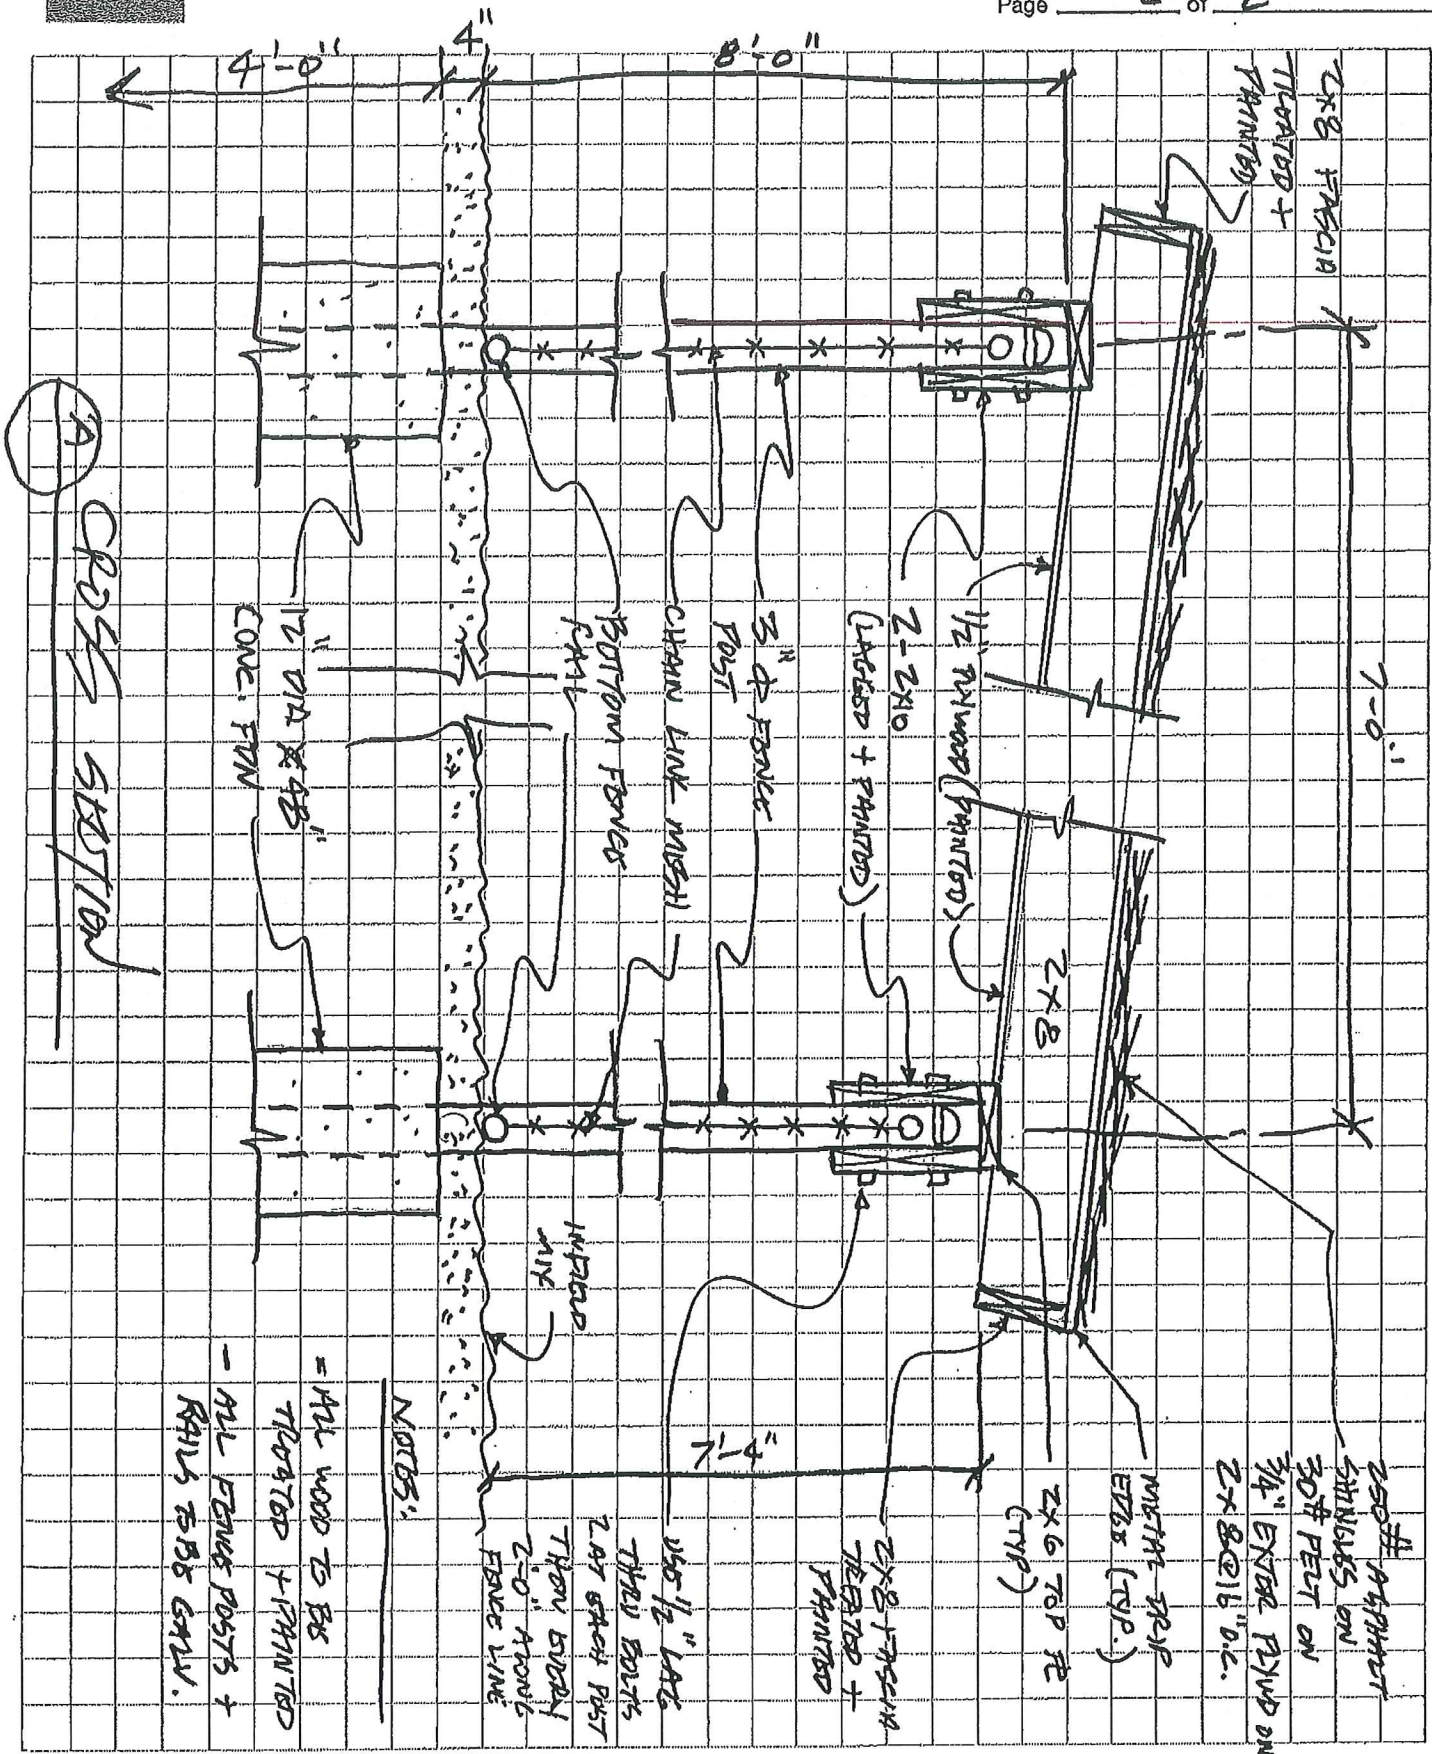 Page of 2
2x8 FASCIA
TREATED +
PAINTED
7'-0"
250# ASPHALT
SHINGLES ON
30# FELT ON
3/4" EXTER PLYWD ON
2x8@16" O.C.
METAL DRIP
EDGE (TYP.)
2x6 TOP PL
(TYP)
2x8 FASCIA
TREATED +
PAINTED
USE 1/2" LAG
THRU BOLTS
2 AT EACH POST
THEN EVERY
2'-0" ALONG
FENCE LINE
8'-0"
4"
4'-0"
7'-4"
2x8
1/2" PLYWOOD (PAINTED)
2-2x10
(LAGGED + PAINTED)
3" Φ FENCE
POST
CHAIN LINK MESH
BOTTOM FENCE
RAIL
12" DIA x 48"
CONC. FDN
INFIELD
MIX
NOTES:
- ALL WOOD TO BE
TREATED + PAINTED
- ALL FENCE POSTS +
RAILS TO BE GALV.
A CROSS SECTION